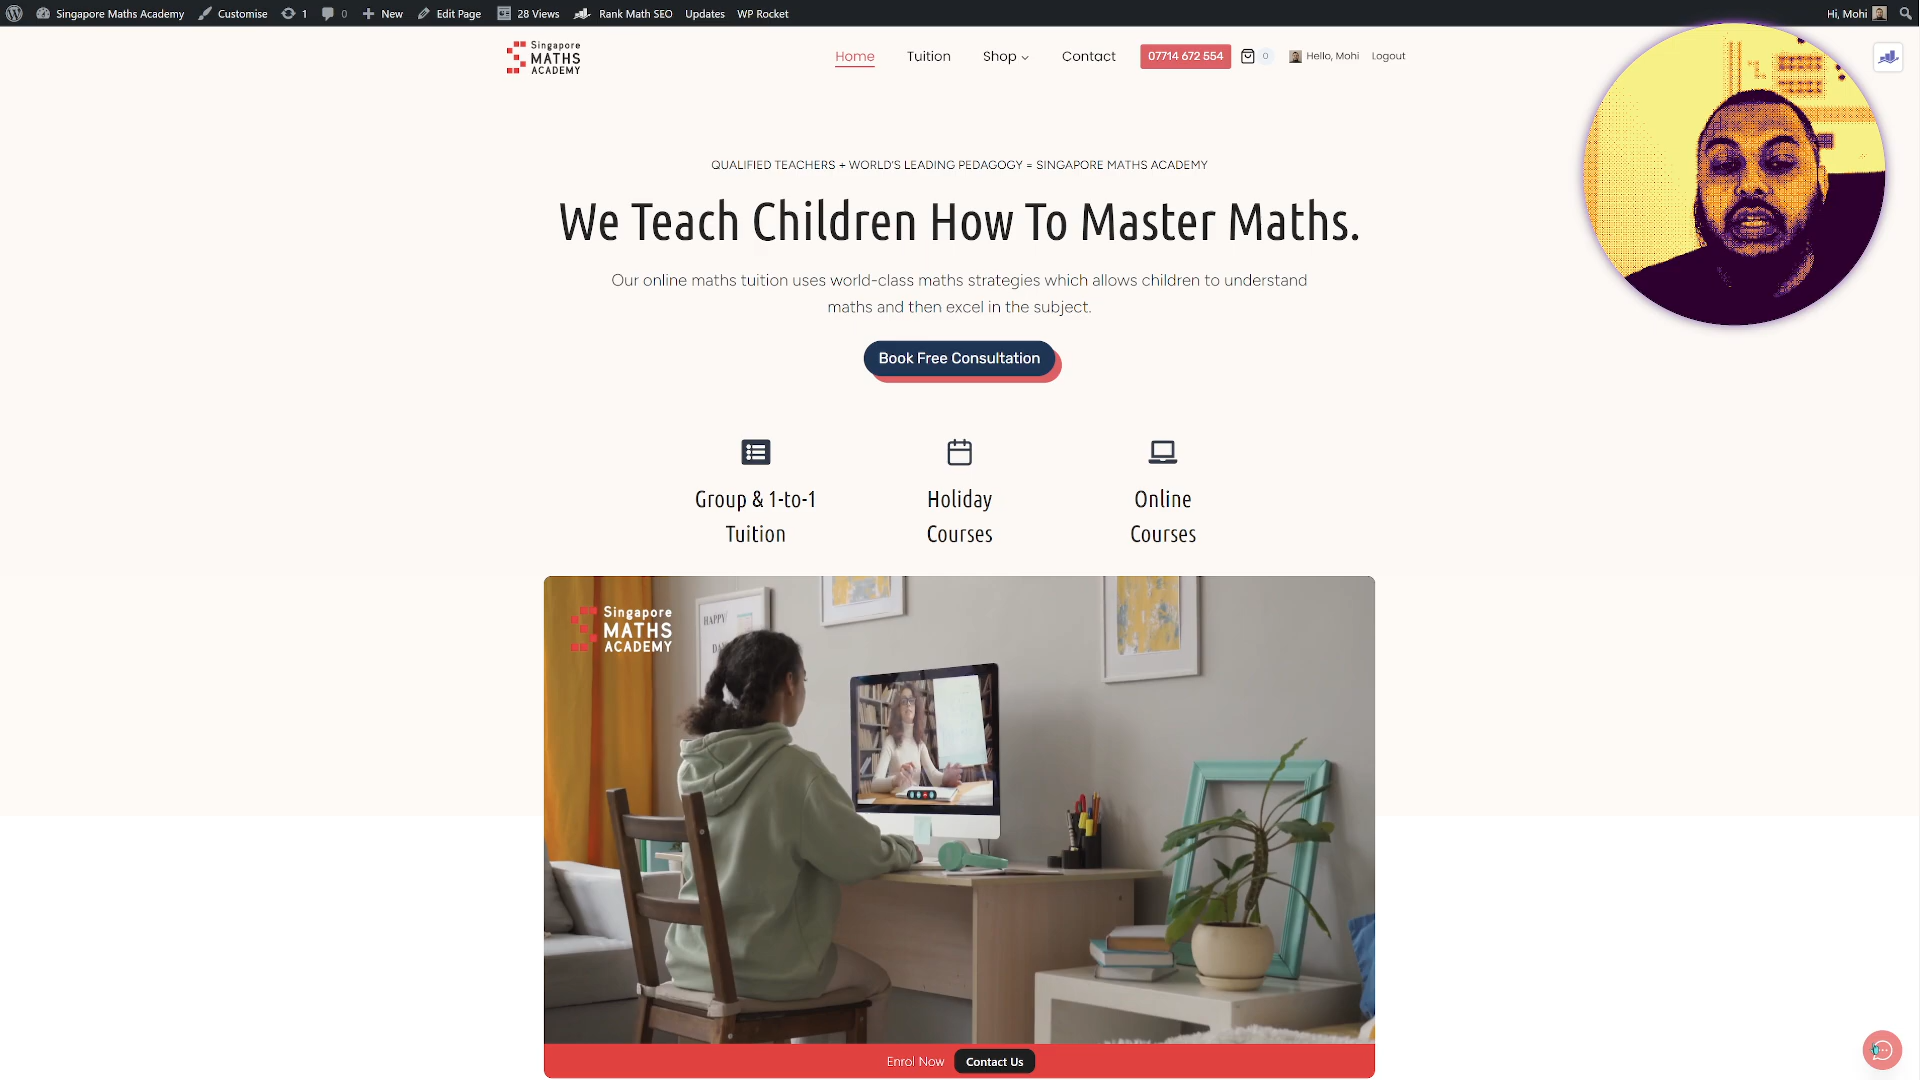 Singapore Maths Academy Customise 1 0 New Edit Page 28 Views Rank Math SEO Updates WP Rocket Hi, Mohi
Singapore
MATHS
ACADEMY
Home Tuition Shop Contact 07714 672 554 0 Hello, Mohi Logout
QUALIFIED TEACHERS + WORLD'S LEADING PEDAGOGY = SINGAPORE MATHS ACADEMY
We Teach Children How To Master Maths.
Our online maths tuition uses world-class maths strategies which allows children to understand
maths and then excel in the subject.
Book Free Consultation
Group & 1-to-1
Tuition
Holiday
Courses
Online
Courses
Singapore
MATHS
ACADEMY
HAPPY
Enrol Now Contact Us